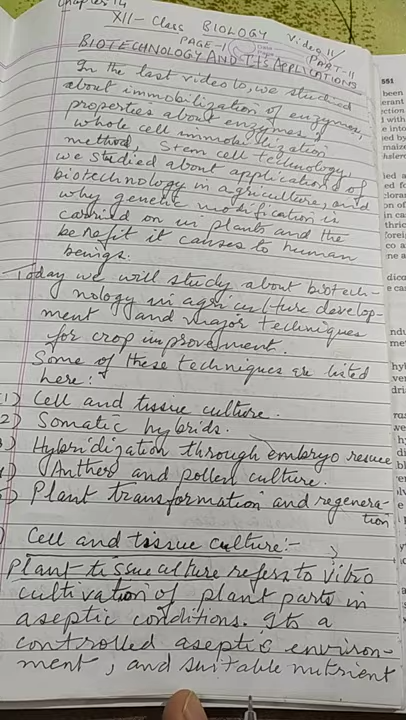 Chapter 14
XII - Class BIOLOGY Video 11/
PAGE-1 PART-II
BIOTECHNOLOGY AND ITS APPLICATIONS
In the last video to, we studied
about immobilization of enzymes,
properties about enzymes,
whole cell immobilization
method, Stem cell technology,
we studied about applications of
biotechnology in agriculture, and
why genetic modification is
carried on in plants and the
benefit it causes to human
beings.
Today we will study about biotech-
nology in agriculture develop-
ment and major techniques
for crop improvement.
Some of these techniques are listed
here:-
1) Cell and tissue culture.
2) Somatic hybrids.
Hybridization through embryo rescue
Anther and pollen culture.
Plant transformation and regenera-
tion
Cell and tissue culture:-
Plant tissue culture refers to vitro
cultivation of plant parts in
aseptic conditions. Its a
controlled aseptic environ-
ment, and suitable nutrient
551